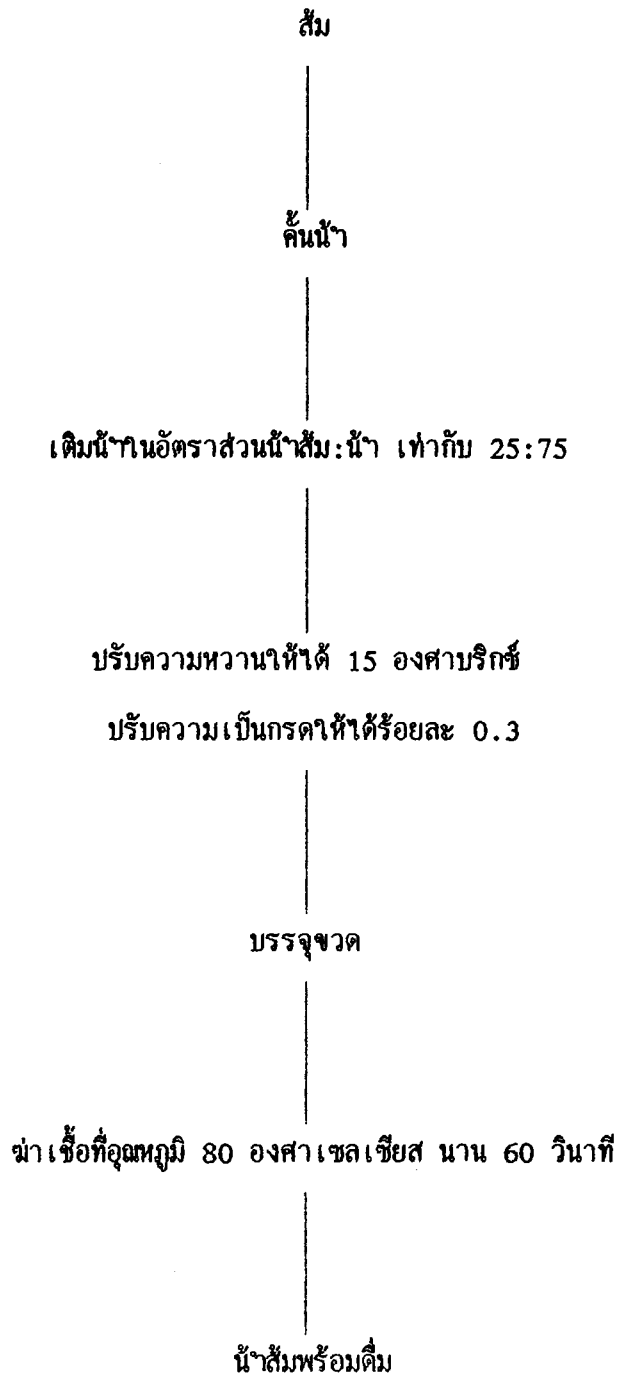 ส้ม
คั้นน้ำ
เติมน้ำในอัตราส่วนน้ำส้ม:น้ำ เท่ากับ 25:75
ปรับความหวานให้ได้ 15 องศาบริกซ์
ปรับความเป็นกรดให้ได้ร้อยละ 0.3
บรรจุขวด
ฆ่าเชื้อที่อุณหภูมิ 80 องศาเซลเซียส นาน 60 วินาที
น้ำส้มพร้อมดื่ม